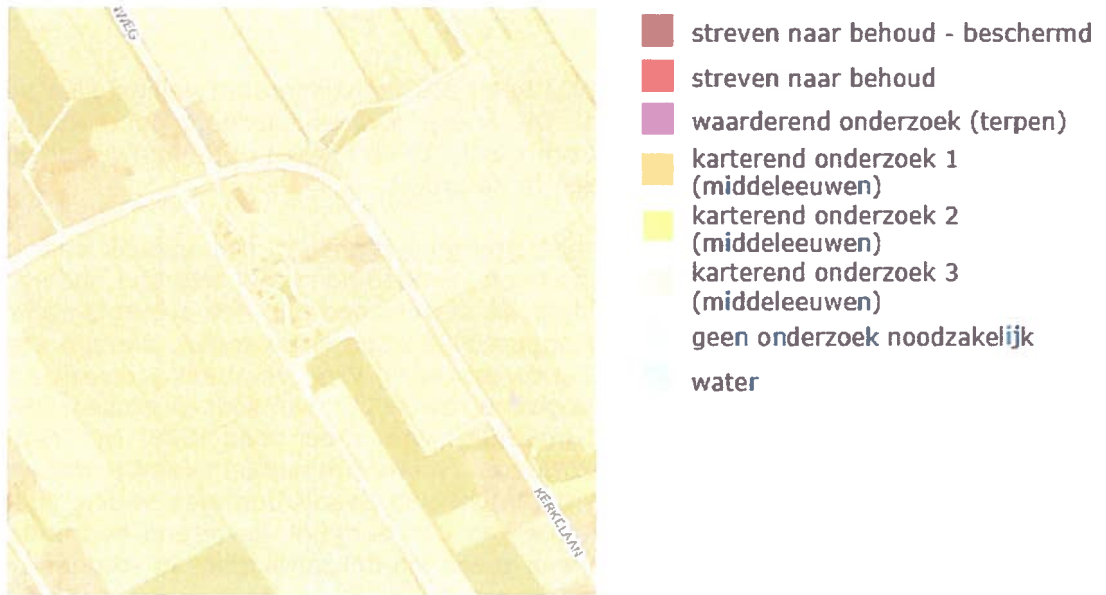 NWEG
KERKLAAN
streven naar behoud - beschermd
streven naar behoud
waarderend onderzoek (terpen)
karterend onderzoek 1
(middeleeuwen)
karterend onderzoek 2
(middeleeuwen)
karterend onderzoek 3
(middeleeuwen)
geen onderzoek noodzakelijk
water